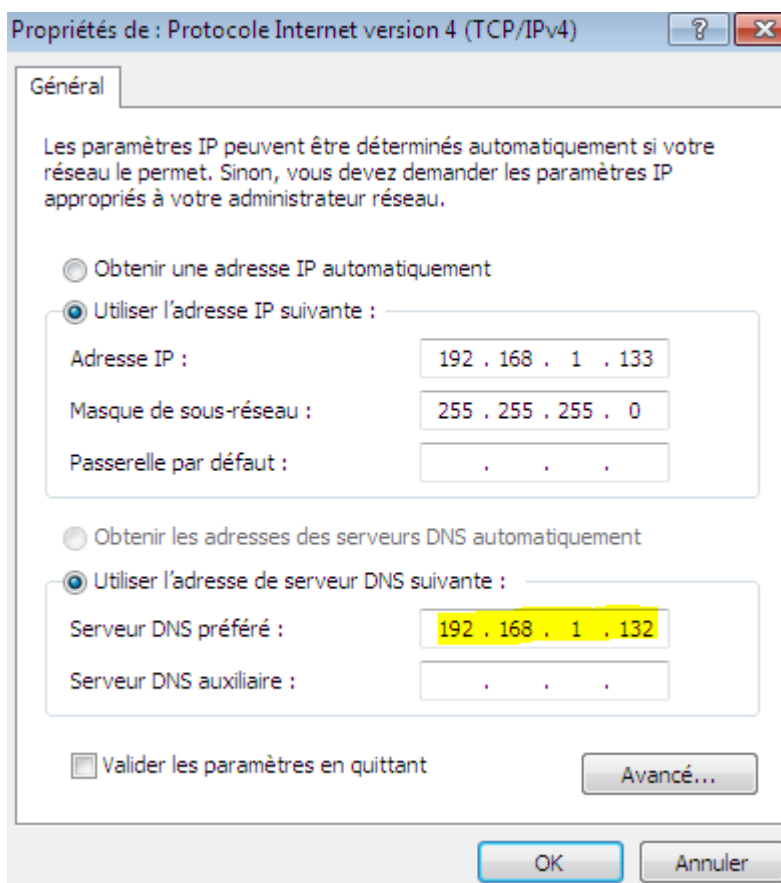 Propriétés de : Protocole Internet version 4 (TCP/IPv4)
?
Général
Les paramètres IP peuvent être déterminés automatiquement si votre
réseau le permet. Sinon, vous devez demander les paramètres IP
appropriés à votre administrateur réseau.
Obtenir une adresse IP automatiquement
Utiliser l'adresse IP suivante :
Adresse IP : 192 . 168 . 1 . 133
Masque de sous-réseau : 255 . 255 . 255 . 0
Passerelle par défaut : . . .
Obtenir les adresses des serveurs DNS automatiquement
Utiliser l'adresse de serveur DNS suivante :
Serveur DNS préféré : 192 . 168 . 1 . 132
Serveur DNS auxiliaire : . . .
Valider les paramètres en quittant
Avancé...
OK Annuler